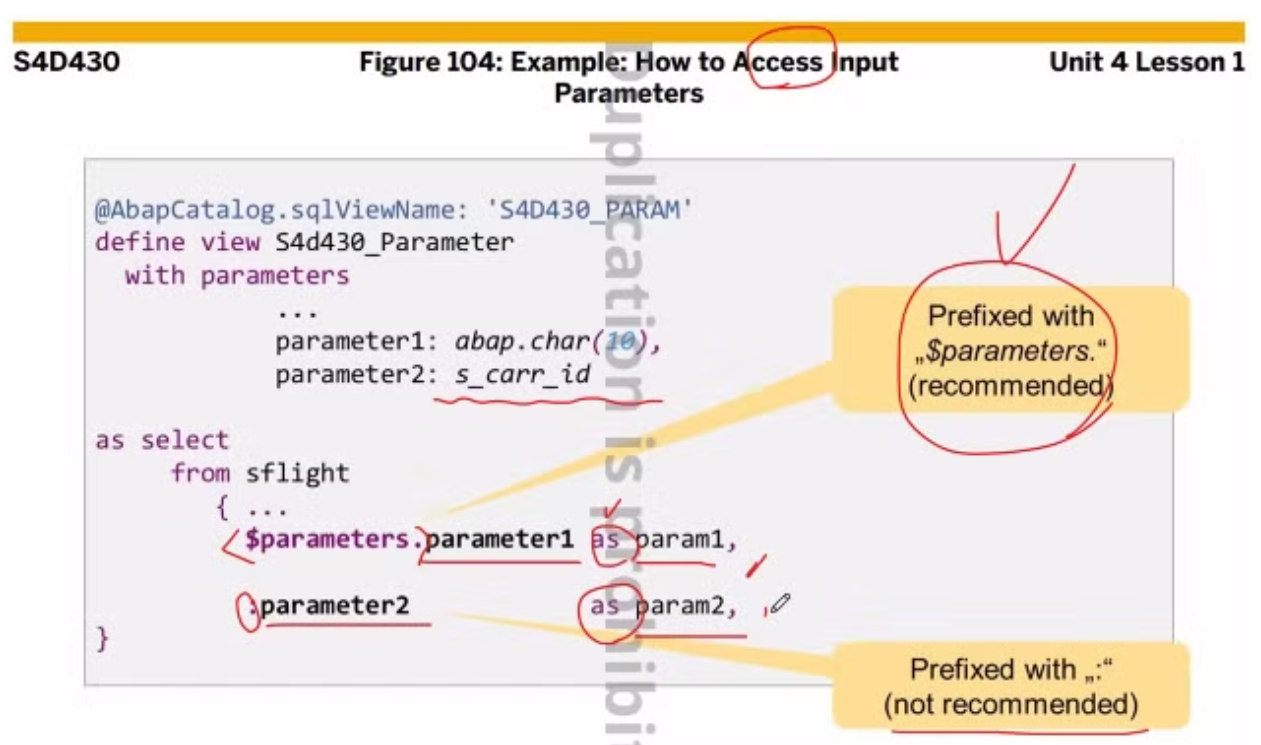 S4D430 Figure 104: Example: How to Access Input Unit 4 Lesson 1
Parameters
@AbapCatalog.sqlViewName: 'S4D430_PARAM'
define view S4d430_Parameter
with parameters
...
parameter1: abap.char(10),
parameter2: s_carr_id
as select
from sflight
{ ...
$parameters.parameter1 as param1,
:parameter2 as param2,
}
Prefixed with
„$parameters.“
(recommended)
Prefixed with „:“
(not recommended)
Duplication is prohibit